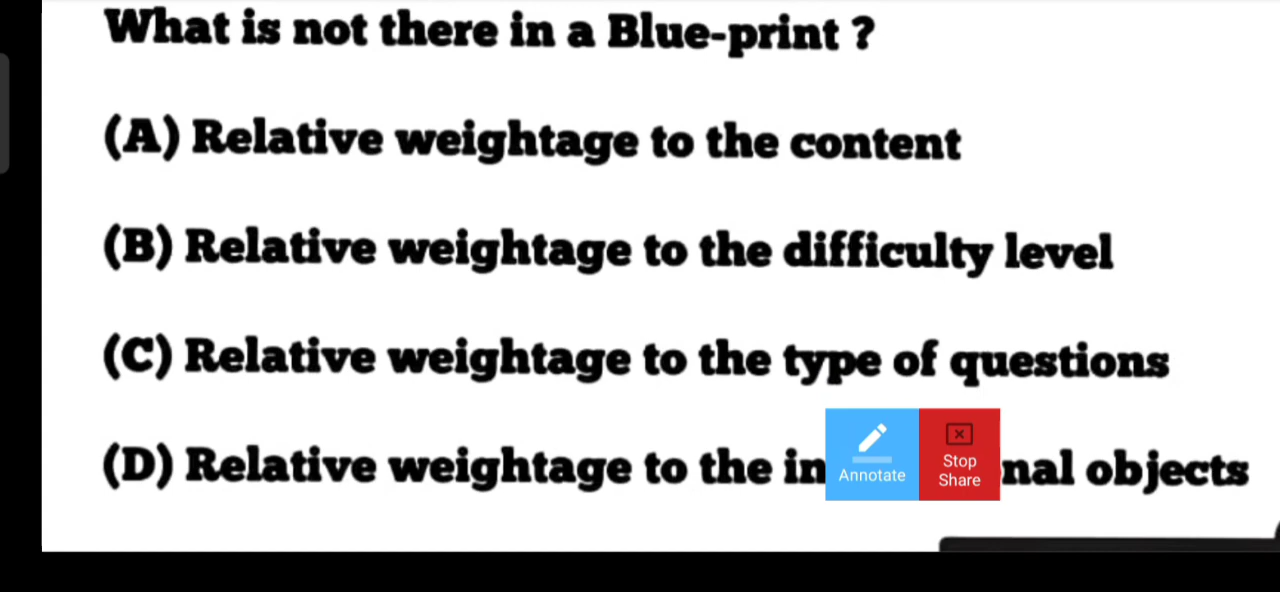 What is not there in a Blue-print ?
(A) Relative weightage to the content
(B) Relative weightage to the difficulty level
(C) Relative weightage to the type of questions
(D) Relative weightage to the in nal objects
Annotate
Stop
Share